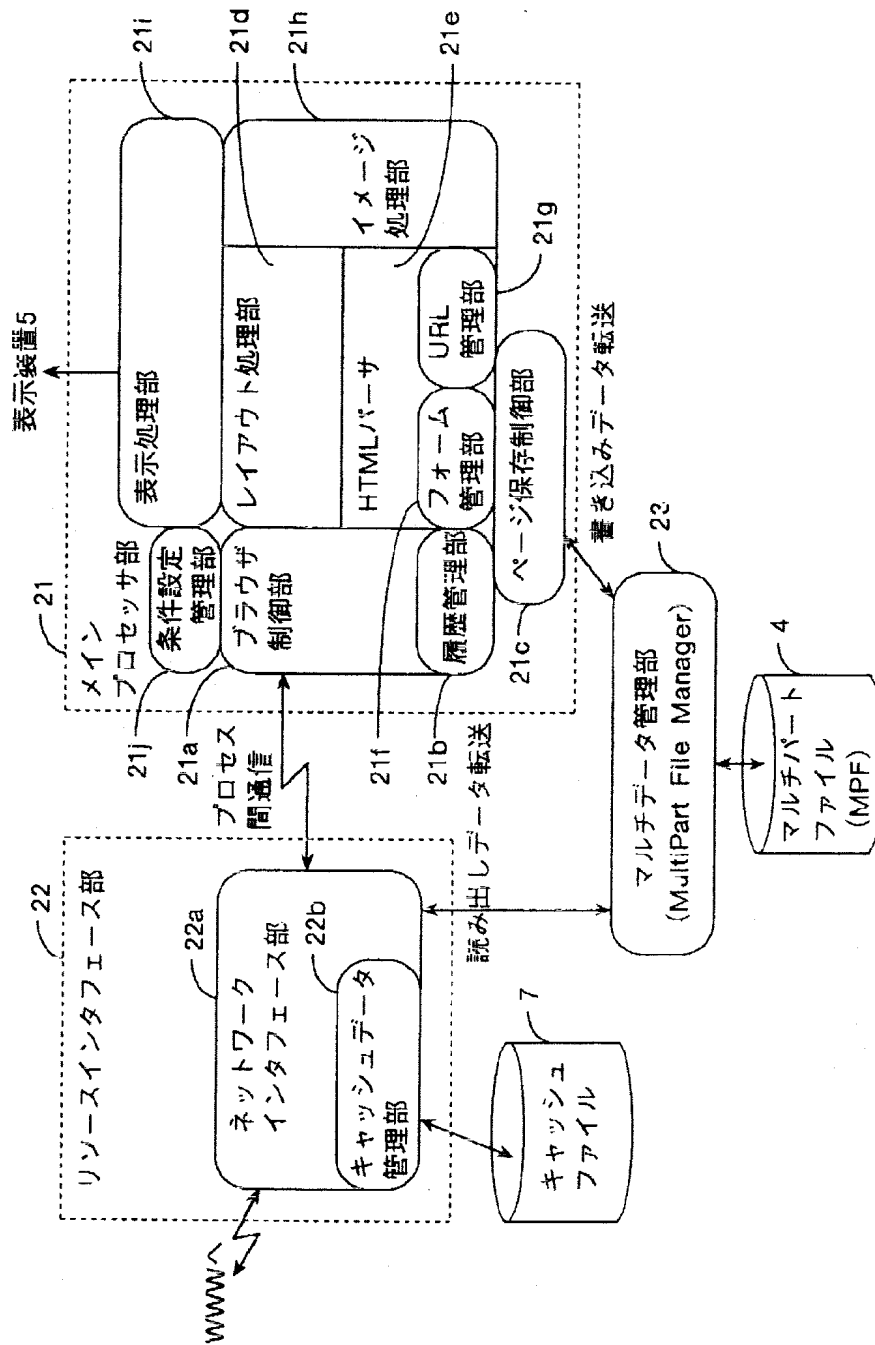 表示装置5
21
メイン
プロセッサ部
21i
表示処理部
21j
条件設定
管理部
21a
ブラウザ
制御部
レイアウト処理部
21d
イメージ
処理部
21h
HTMLパーサ
21e
21b
履歴管理部
21f
フォーム
管理部
URL
管理部
21g
21c
ページ保存制御部
書き込みデータ転送
プロセス
間通信
22
リソースインタフェース部
22a
ネットワーク
インタフェース部
22b
キャッシュデータ
管理部
WWWへ
読み出しデータ転送
7
キャッシュ
ファイル
23
マルチデータ管理部
(MultiPart File Manager)
4
マルチパート
ファイル
(MPF)